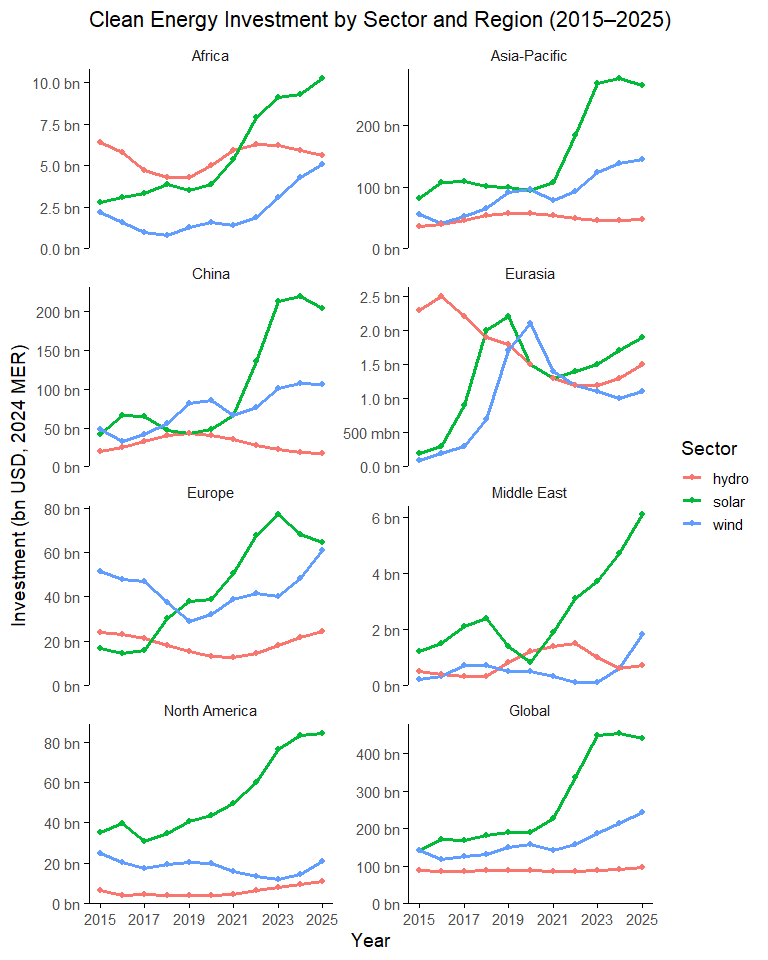 Clean Energy Investment by Sector and Region (2015–2025)
Africa
10.0 bn
7.5 bn
5.0 bn
2.5 bn
0.0 bn
Asia-Pacific
200 bn
100 bn
0 bn
China
200 bn
150 bn
100 bn
50 bn
0 bn
Eurasia
2.5 bn
2.0 bn
1.5 bn
1.0 bn
500 mbn
0.0 bn
Europe
80 bn
60 bn
40 bn
20 bn
0 bn
Middle East
6 bn
4 bn
2 bn
0 bn
North America
80 bn
60 bn
40 bn
20 bn
0 bn
2015 2017 2019 2021 2023 2025
Global
400 bn
300 bn
200 bn
100 bn
0 bn
2015 2017 2019 2021 2023 2025
Year
Investment (bn USD, 2024 MER)
Sector
hydro
solar
wind